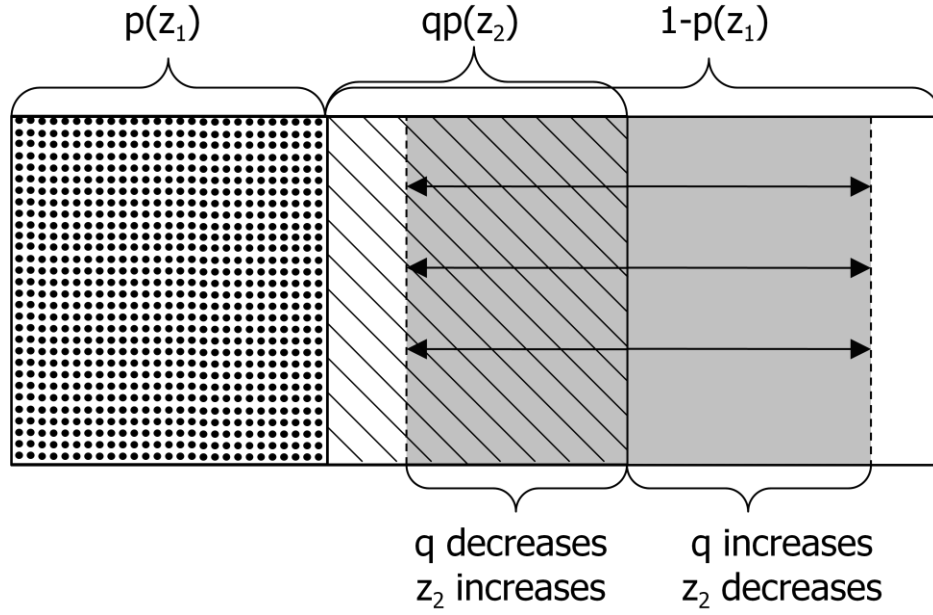 p(z₁)
qp(z₂)
1-p(z₁)
q decreases
z₂ increases
q increases
z₂ decreases